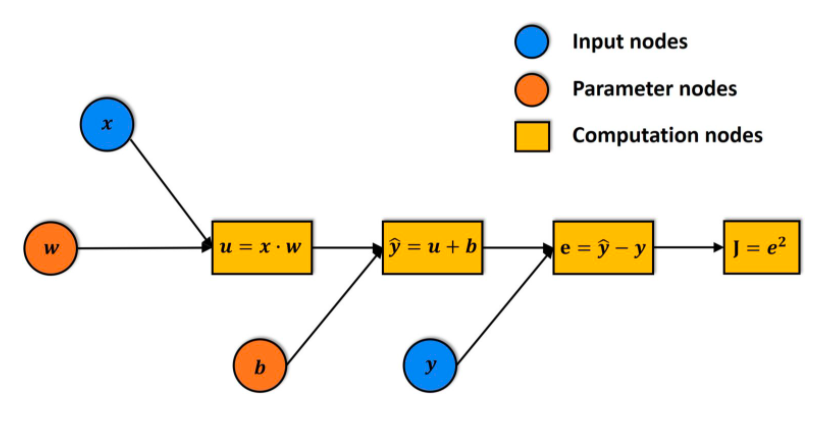 Input nodes
Parameter nodes
Computation nodes
x
w
u = x · w
ŷ = u + b
e = ŷ − y
J = e²
b
y